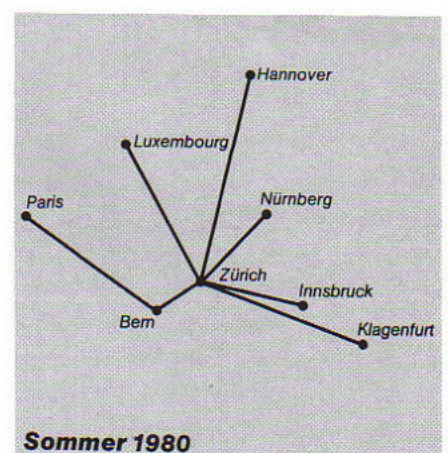 Hannover
Luxembourg
Paris
Nürnberg
Zürich
Innsbruck
Bern
Klagenfurt
Sommer 1980